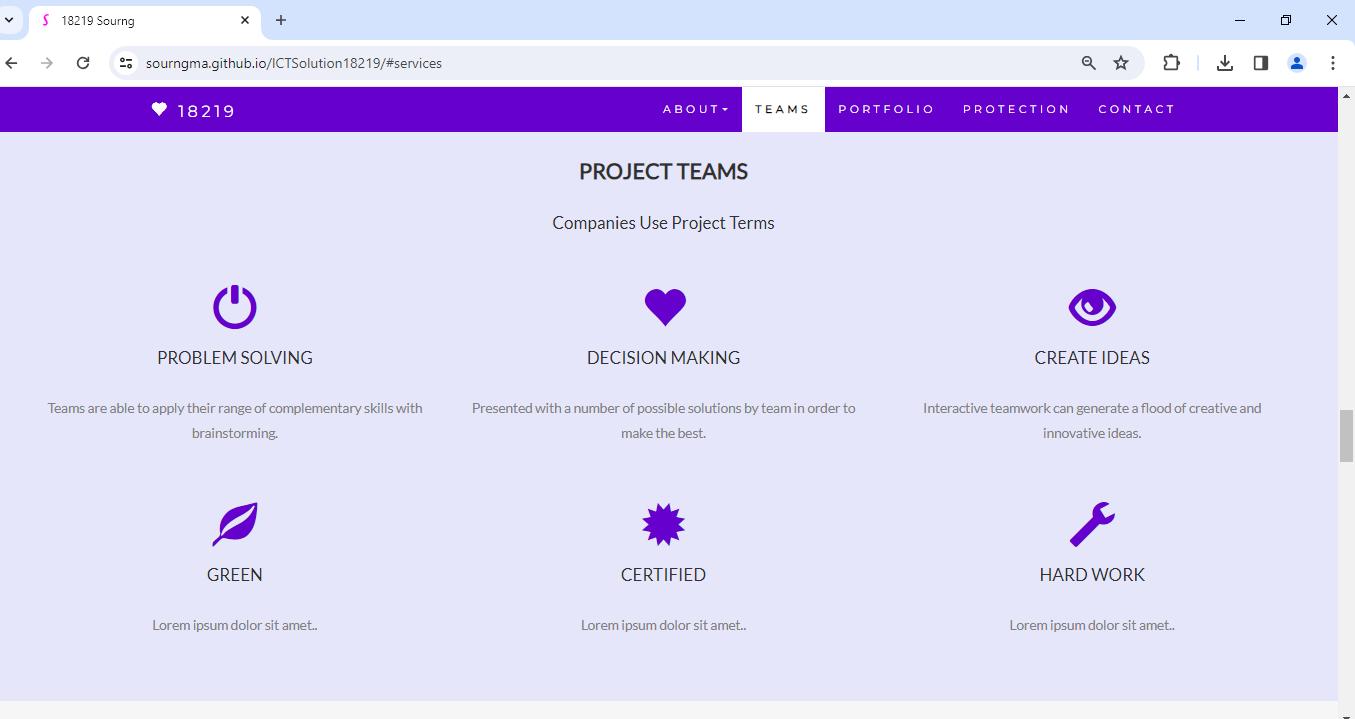 18219 Sourng
sourngma.github.io/ICTSolution18219/#services
18219 ABOUT TEAMS PORTFOLIO PROTECTION CONTACT
PROJECT TEAMS
Companies Use Project Terms
PROBLEM SOLVING
Teams are able to apply their range of complementary skills with
brainstorming.
DECISION MAKING
Presented with a number of possible solutions by team in order to
make the best.
CREATE IDEAS
Interactive teamwork can generate a flood of creative and
innovative ideas.
GREEN
Lorem ipsum dolor sit amet..
CERTIFIED
Lorem ipsum dolor sit amet..
HARD WORK
Lorem ipsum dolor sit amet..